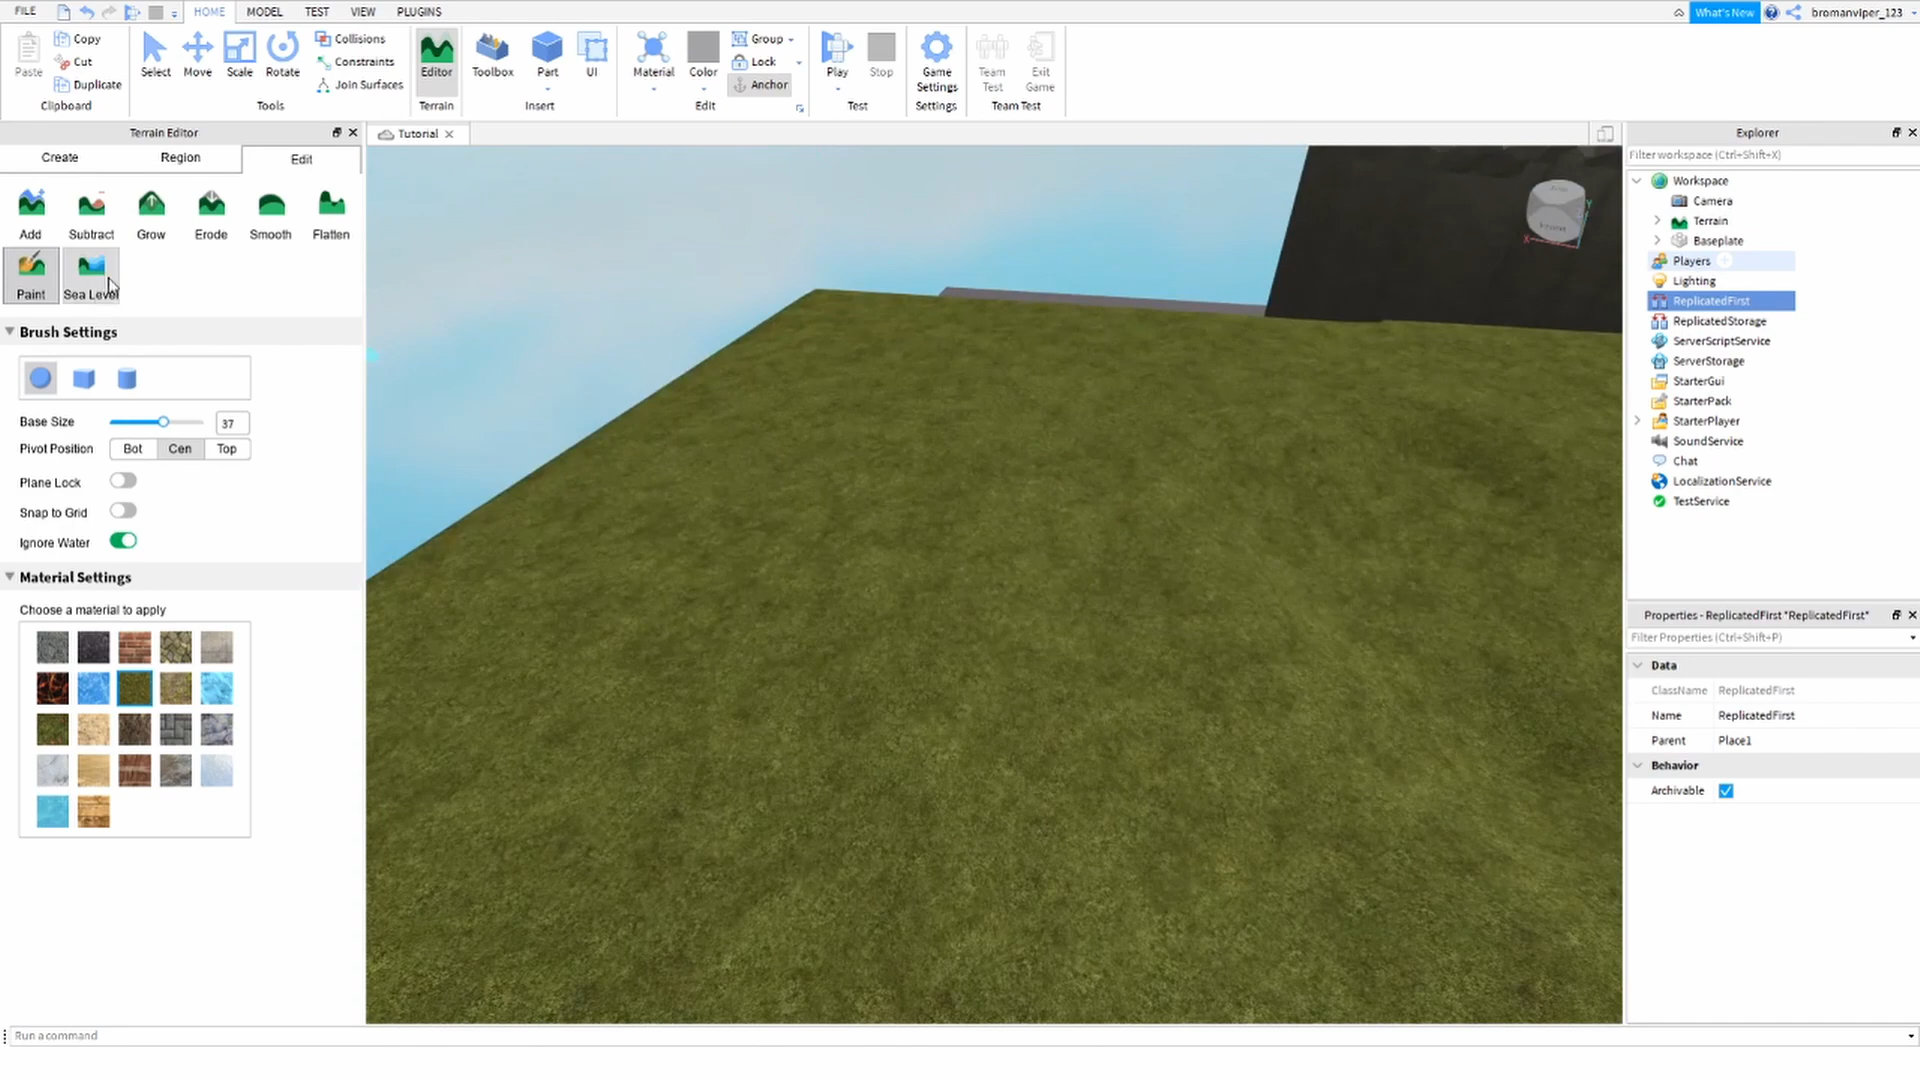 FILE HOME MODEL TEST VIEW PLUGINS What's New bromanviper_123
Paste Copy Cut Duplicate Clipboard
Select Move Scale Rotate Collisions Constraints Join Surfaces Tools
Editor Terrain
Toolbox Part UI Insert
Material Color Group Lock Anchor Edit
Play Stop Test
Game Settings Settings
Team Test Exit Game Team Test
Terrain Editor
Create Region Edit
Add Subtract Grow Erode Smooth Flatten
Paint Sea Level
Brush Settings
Base Size 37
Pivot Position Bot Cen Top
Plane Lock
Snap to Grid
Ignore Water
Material Settings
Choose a material to apply
Tutorial
Y
X
Explorer
Filter workspace (Ctrl+Shift+X)
Workspace
Camera
Terrain
Baseplate
Players
Lighting
ReplicatedFirst
ReplicatedStorage
ServerScriptService
ServerStorage
StarterGui
StarterPack
StarterPlayer
SoundService
Chat
LocalizationService
TestService
Properties - ReplicatedFirst "ReplicatedFirst"
Filter Properties (Ctrl+Shift+P)
Data
ClassName ReplicatedFirst
Name ReplicatedFirst
Parent Place1
Behavior
Archivable
Run a command